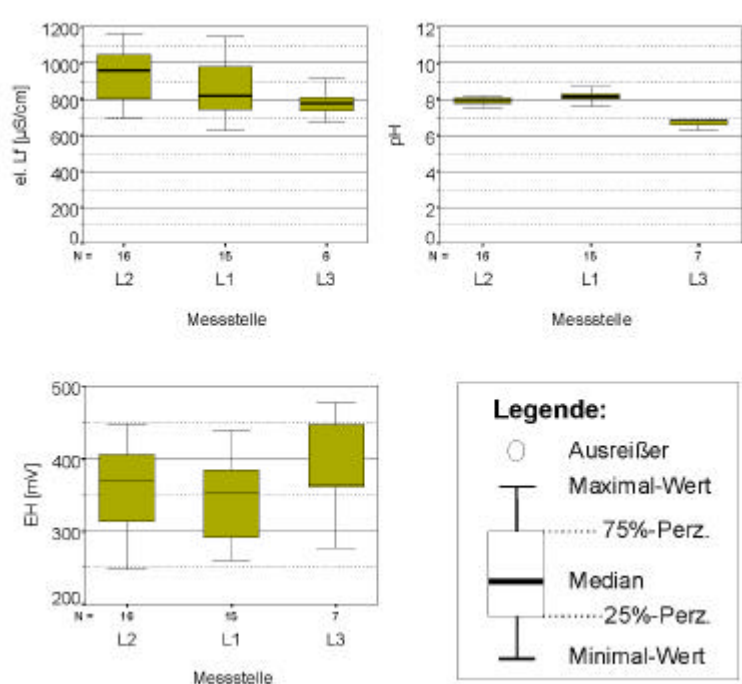 el. Lf [µS/cm]
1200
1000
800
600
400
200
0
N = 16 15 6
L2 L1 L3
Messstelle
pH
12
10
8
6
4
2
0
N = 16 15 7
L2 L1 L3
Messstelle
EH [mV]
500
400
300
200
N = 16 15 7
L2 L1 L3
Messstelle
Legende:
Ausreißer
Maximal-Wert
75%-Perz.
Median
25%-Perz.
Minimal-Wert